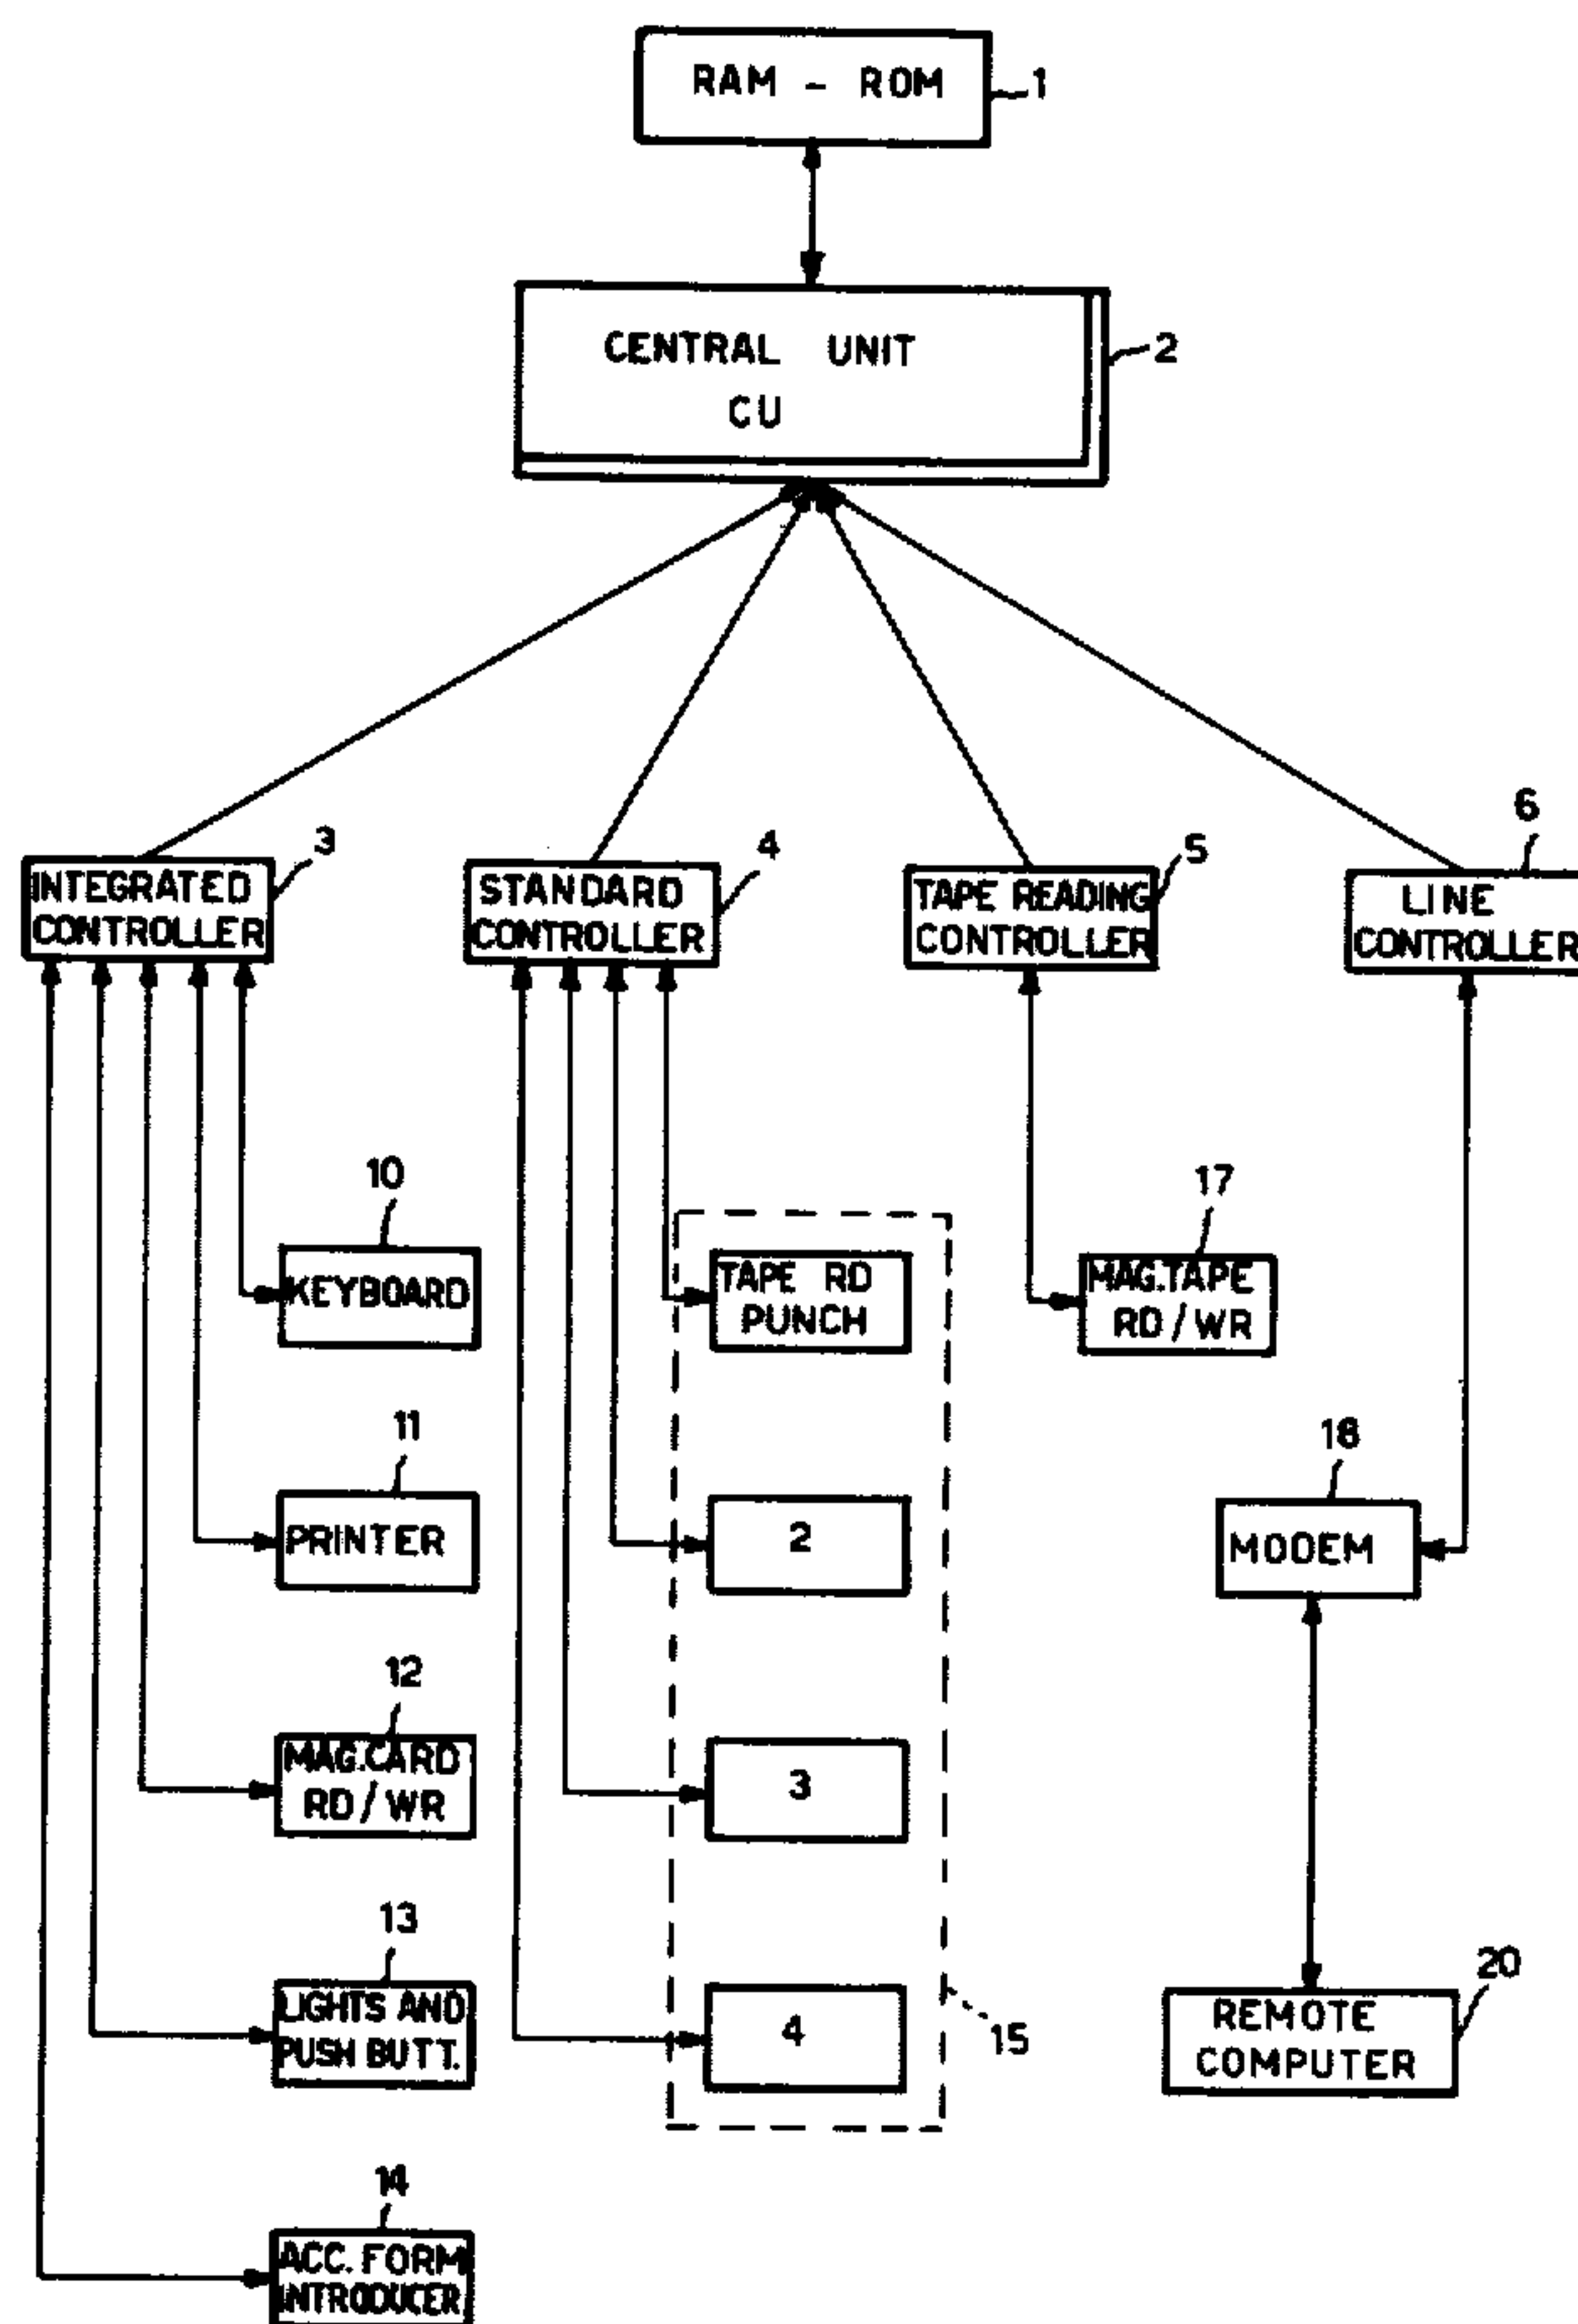 RAM - ROM
1
CENTRAL UNIT
CU
2
3
4
5
6
INTEGRATED
CONTROLLER
STANDARD
CONTROLLER
TAPE READING
CONTROLLER
LINE
CONTROLLER
10
KEYBOARD
TAPE RD
PUNCH
17
MAG.TAPE
RD/WR
11
PRINTER
2
18
MODEM
12
MAG.CARD
RD/WR
3
13
LIGHTS AND
PUSH BUTT.
4
15
20
REMOTE
COMPUTER
14
ACC. FORM
INTRODUCER